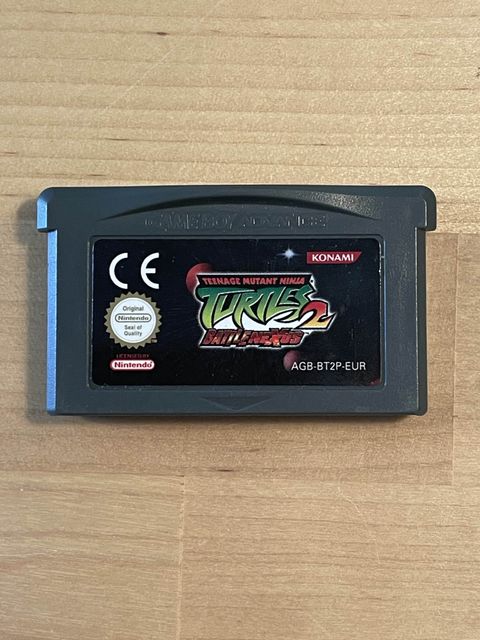 GAME BOY ADVANCE
CE
KONAMI
TEENAGE MUTANT NINJA
TURTLES 2
BATTLE NEXUS
Original
Nintendo
Seal of
Quality
LICENSED BY
Nintendo
AGB-BT2P-EUR